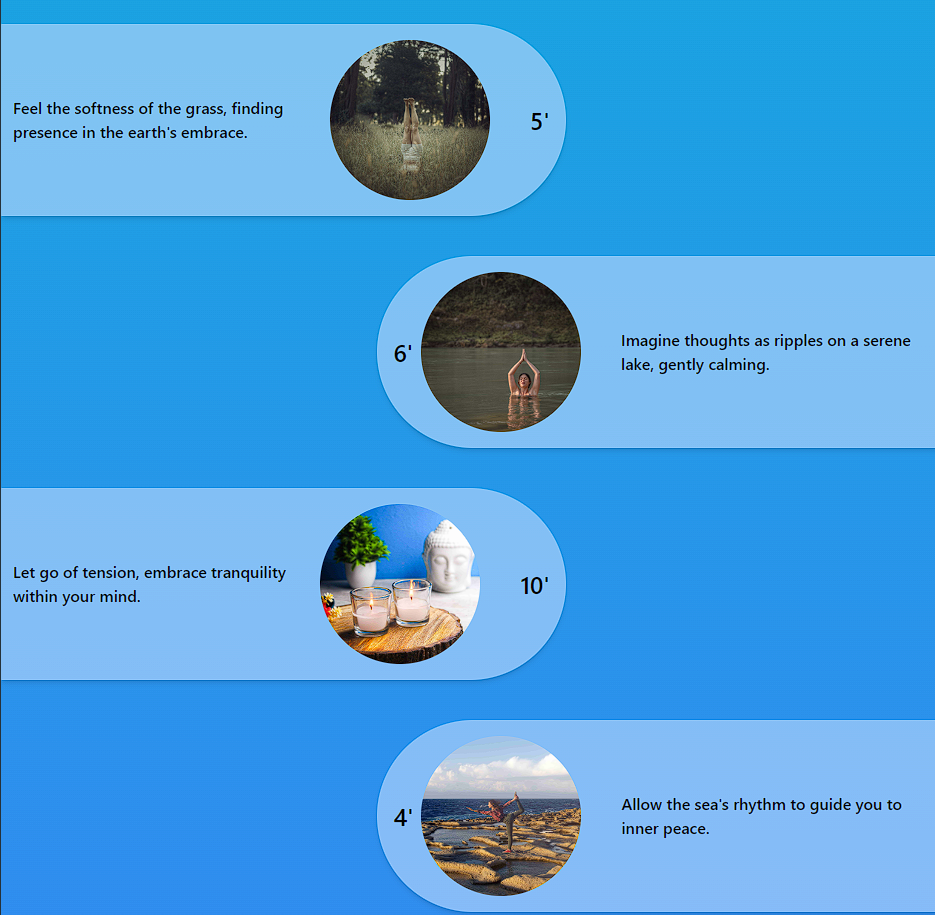 Feel the softness of the grass, finding
presence in the earth's embrace.
5'
6'
Imagine thoughts as ripples on a serene
lake, gently calming.
Let go of tension, embrace tranquility
within your mind.
10'
4'
Allow the sea's rhythm to guide you to
inner peace.